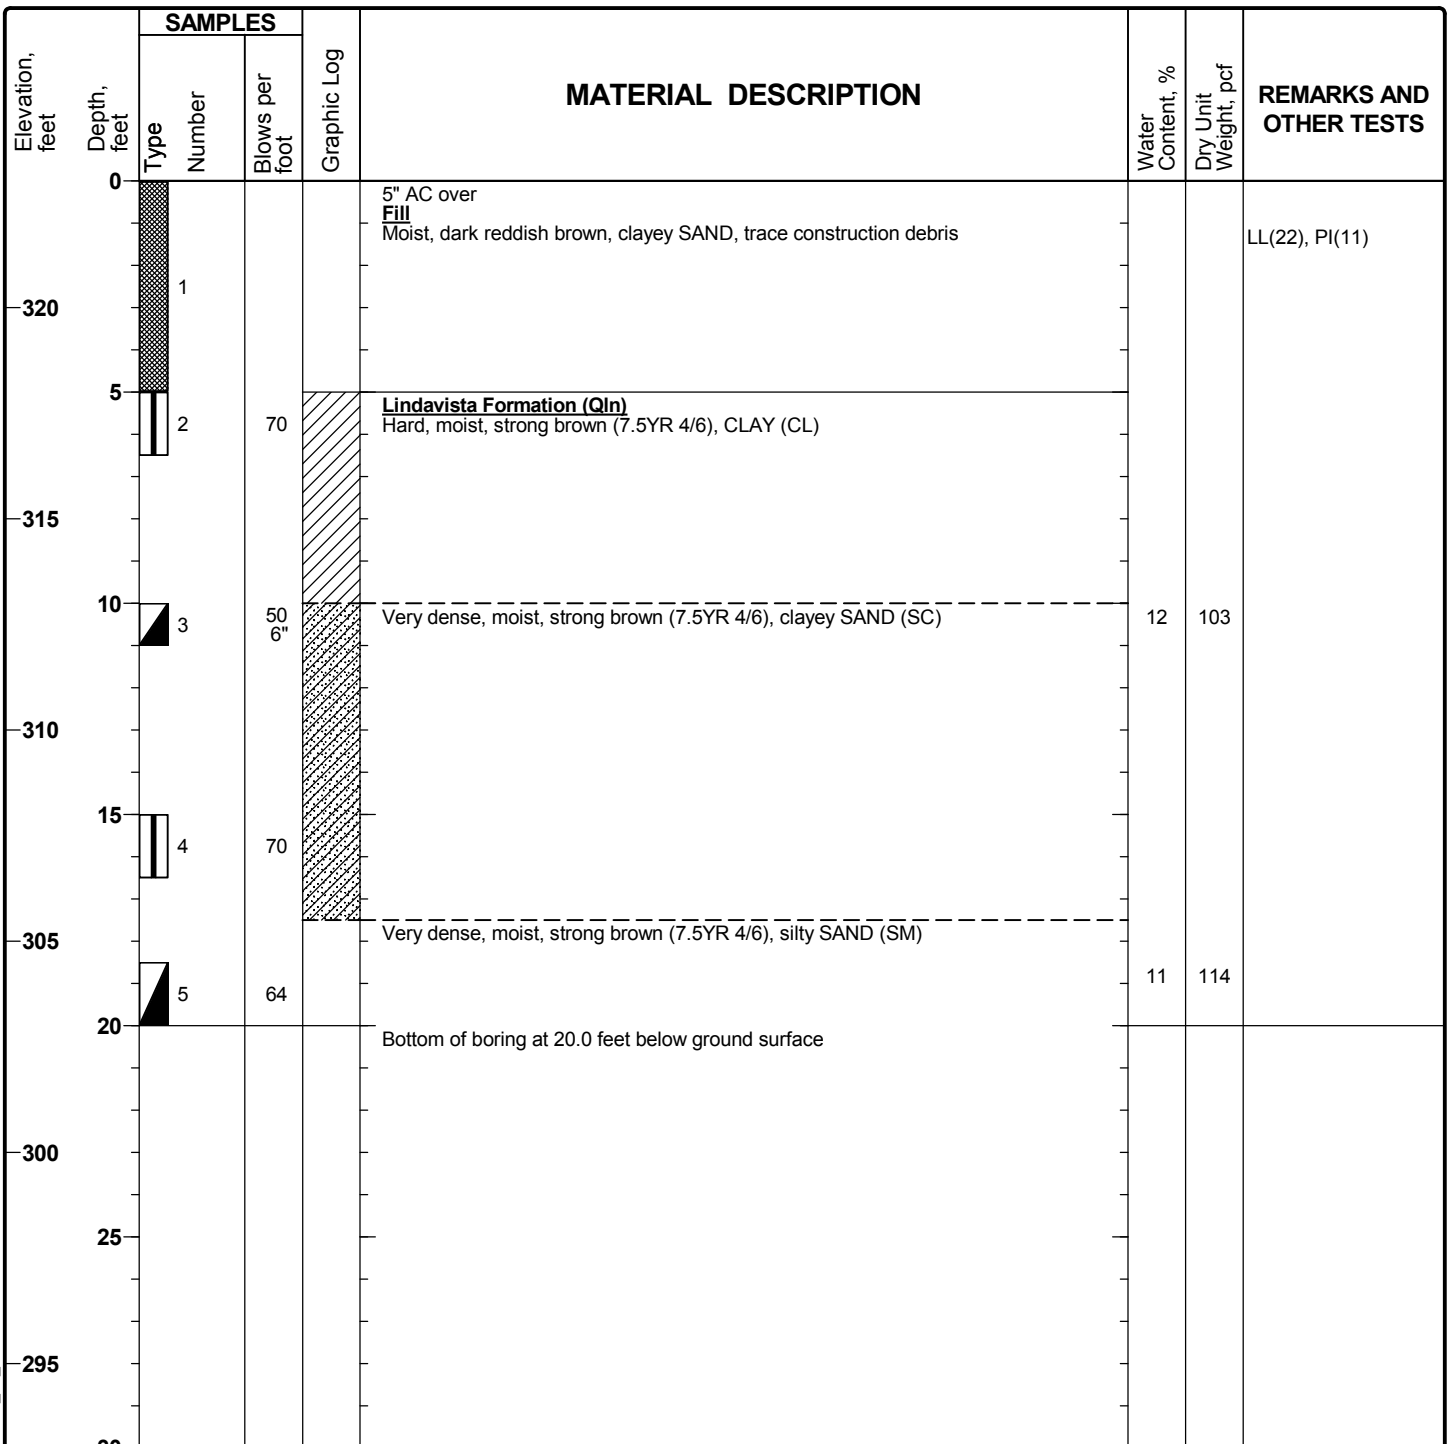 SAMPLES
Elevation,
feet
Depth,
feet
Type
Number
Blows per
foot
Graphic Log
MATERIAL DESCRIPTION
Water
Content, %
Dry Unit
Weight, pcf
REMARKS AND
OTHER TESTS
0
5" AC over
Fill
Moist, dark reddish brown, clayey SAND, trace construction debris
LL(22), PI(11)
1
320
5
Lindavista Formation (Qln)
2 70 Hard, moist, strong brown (7.5YR 4/6), CLAY (CL)
315
10
3 50 Very dense, moist, strong brown (7.5YR 4/6), clayey SAND (SC) 12 103
6"
310
15
4 70
305 Very dense, moist, strong brown (7.5YR 4/6), silty SAND (SM)
11 114
5 64
20
Bottom of boring at 20.0 feet below ground surface
300
25
295